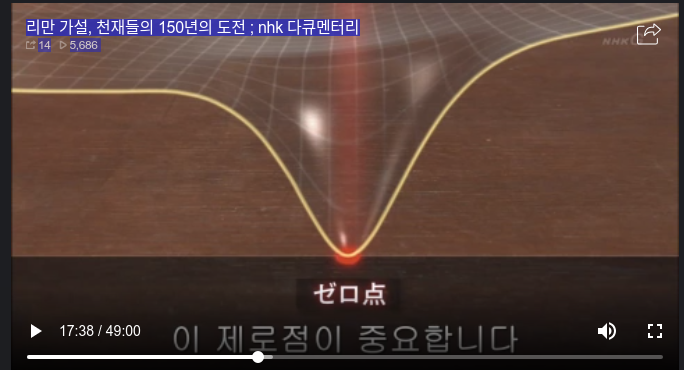 리만 가설, 천재들의 150년의 도전 ; nhk 다큐멘터리
14 5,686
NHK
ゼロ点
17:38 / 49:00
이 제로점이 중요합니다